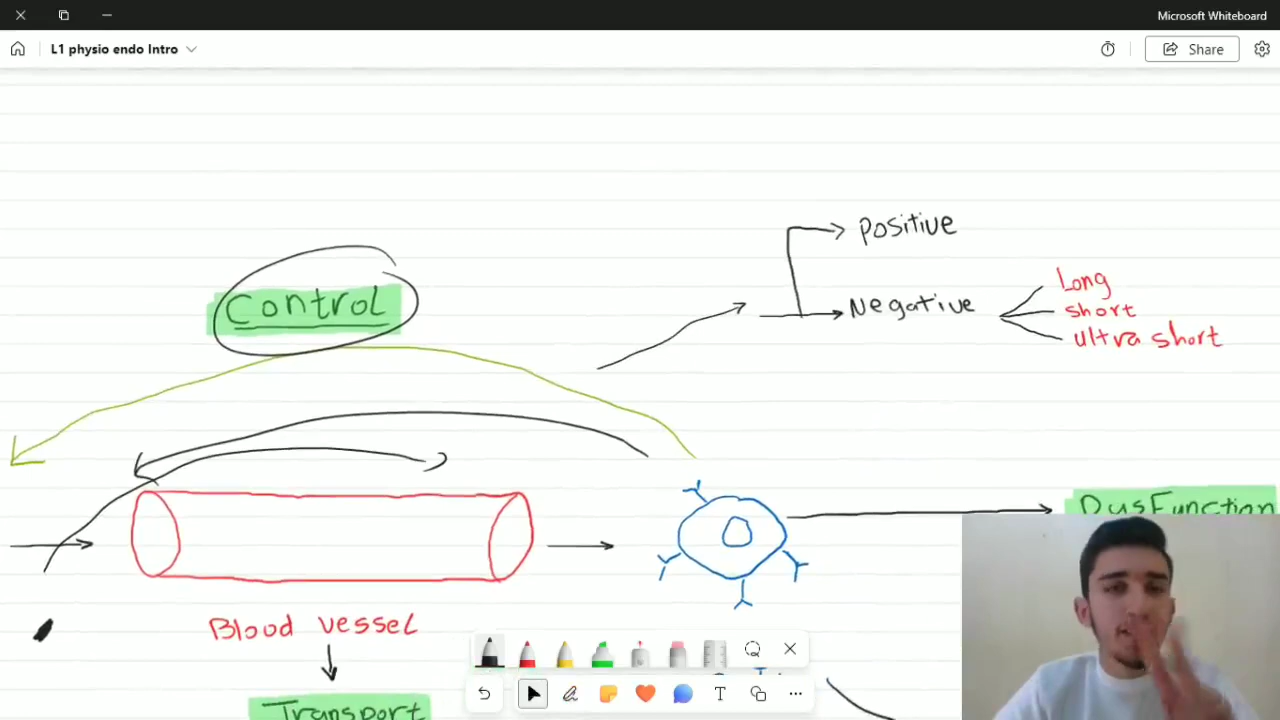 Microsoft Whiteboard
L1 physio endo Intro
Share
Positive
Control
Negative
Long
short
ultra short
DysFunction
Blood vessel
Transport
T